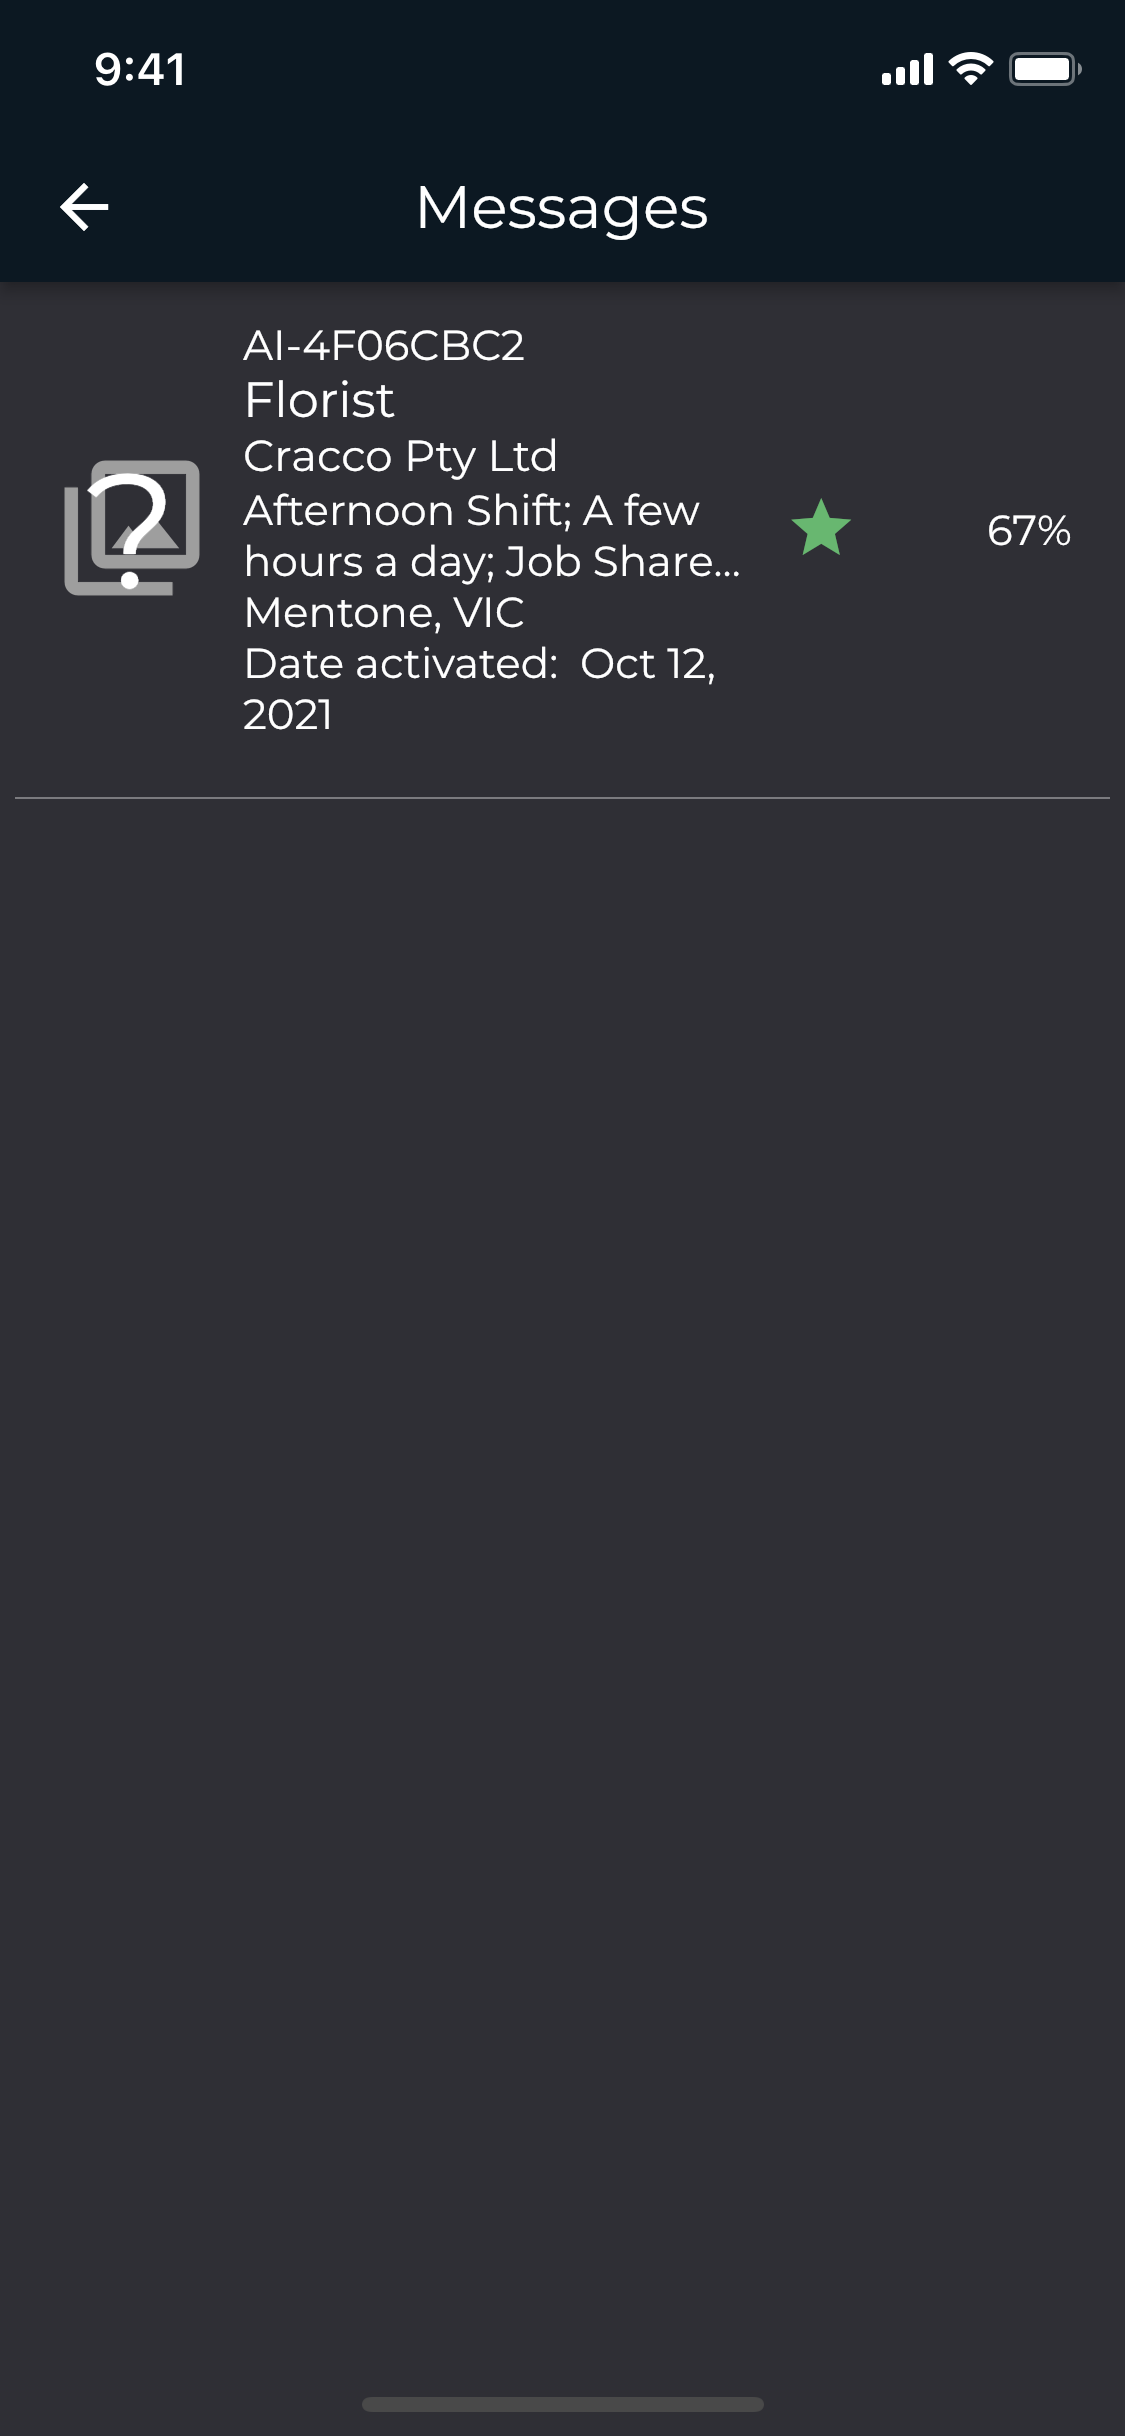 9:41
Messages
AI-4F06CBC2
Florist
Cracco Pty Ltd
Afternoon Shift; A few
hours a day; Job Share...
Mentone, VIC
Date activated:  Oct 12,
2021
?
67%